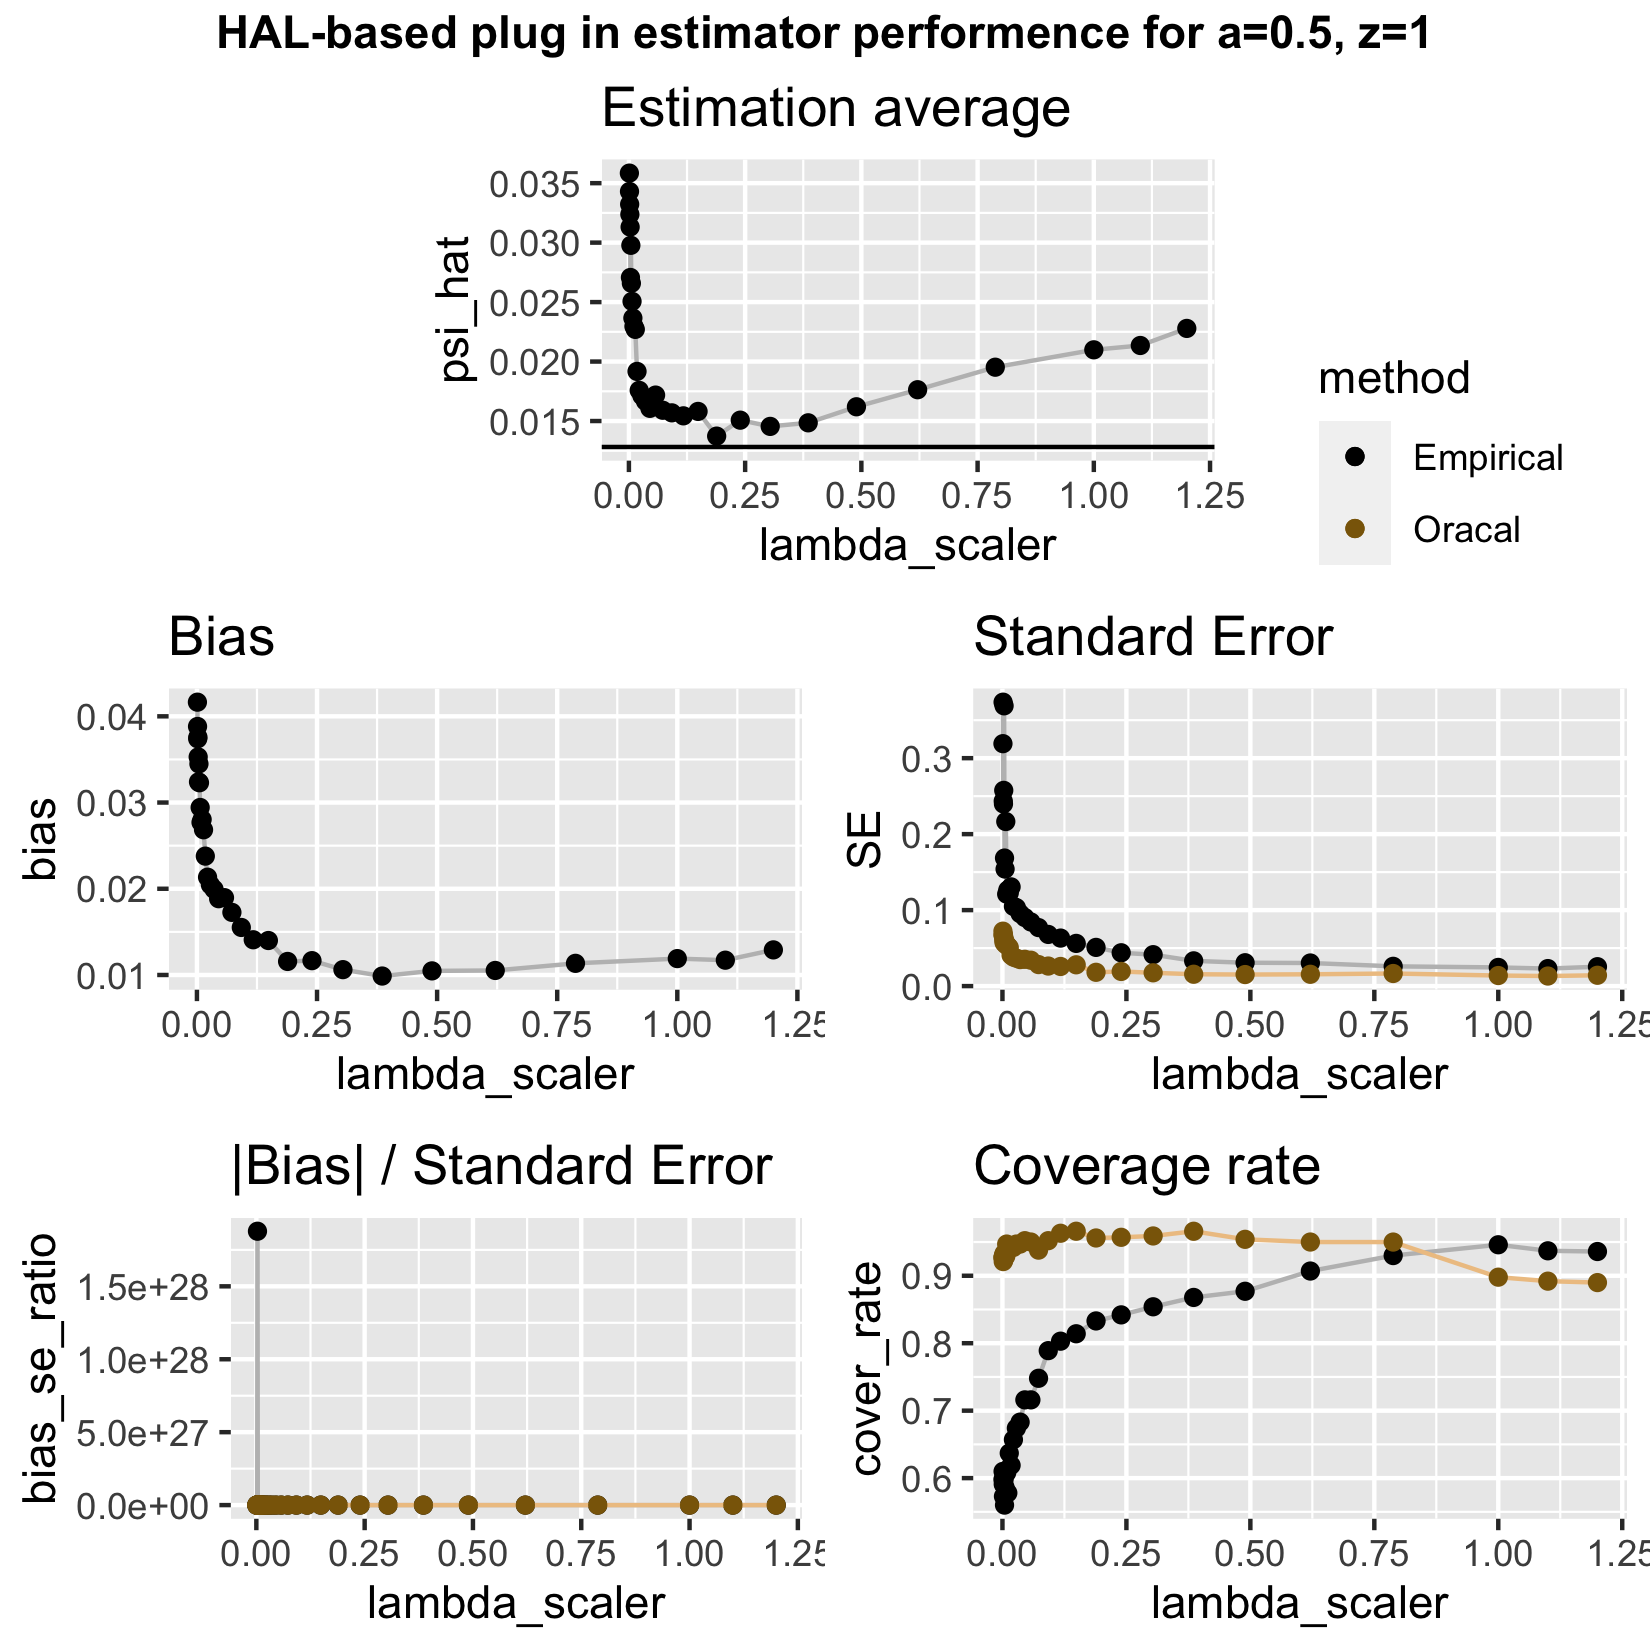 HAL-based plug in estimator performence for a=0.5, z=1
Estimation average
psi_hat
0.035
0.030
0.025
0.020
0.015
0.00 0.25 0.50 0.75 1.00 1.25
lambda_scaler
method
Empirical
Oracal
Bias
bias
0.04
0.03
0.02
0.01
0.00 0.25 0.50 0.75 1.00 1.25
lambda_scaler
Standard Error
SE
0.3
0.2
0.1
0.0
0.00 0.25 0.50 0.75 1.00 1.25
lambda_scaler
|Bias| / Standard Error
bias_se_ratio
1.5e+28
1.0e+28
5.0e+27
0.0e+00
0.00 0.25 0.50 0.75 1.00 1.25
lambda_scaler
Coverage rate
cover_rate
0.9
0.8
0.7
0.6
0.00 0.25 0.50 0.75 1.00 1.25
lambda_scaler